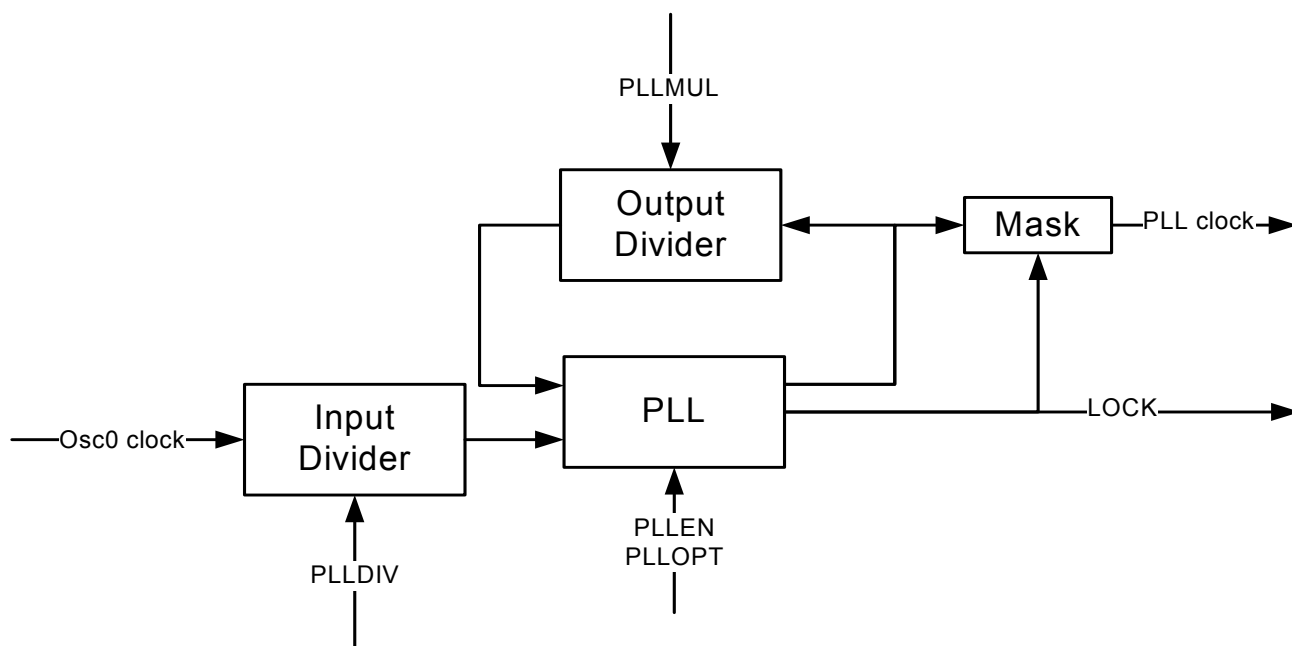 PLLMUL
Output
Divider
Mask
PLL clock
PLL
LOCK
Input
Divider
Osc0 clock
PLLEN
PLLOPT
PLLDIV